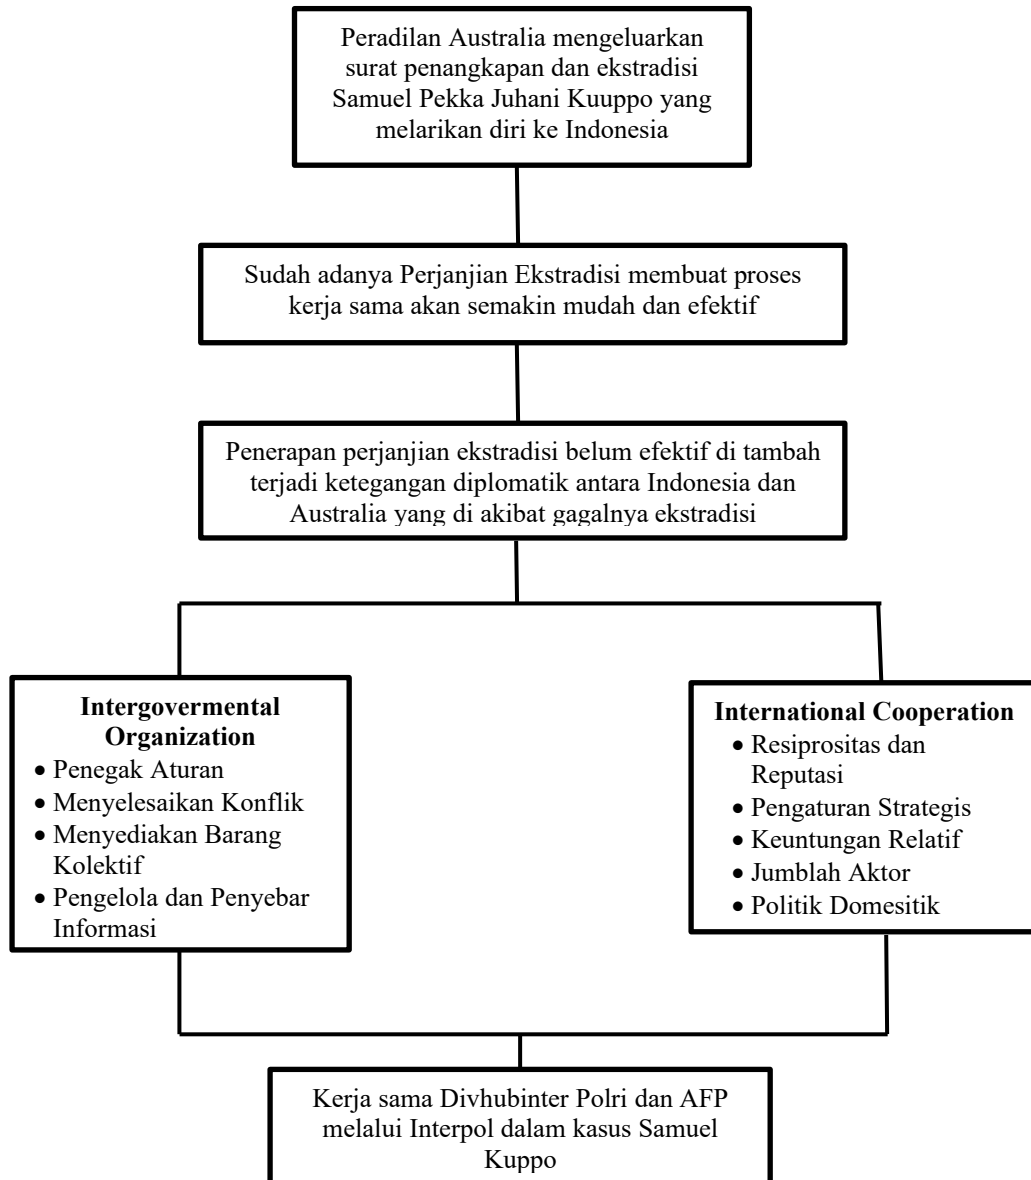 Peradilan Australia mengeluarkan
surat penangkapan dan ekstradisi
Samuel Pekka Juhani Kuuppo yang
melarikan diri ke Indonesia
Sudah adanya Perjanjian Ekstradisi membuat proses
kerja sama akan semakin mudah dan efektif
Penerapan perjanjian ekstradisi belum efektif di tambah
terjadi ketegangan diplomatik antara Indonesia dan
Australia yang di akibat gagalnya ekstradisi
Intergovermental
Organization
• Penegak Aturan
• Menyelesaikan Konflik
• Menyediakan Barang
Kolektif
• Pengelola dan Penyebar
Informasi
International Cooperation
• Resiprositas dan
Reputasi
• Pengaturan Strategis
• Keuntungan Relatif
• Jumblah Aktor
• Politik Domesitik
Kerja sama Divhubinter Polri dan AFP
melalui Interpol dalam kasus Samuel
Kuppo